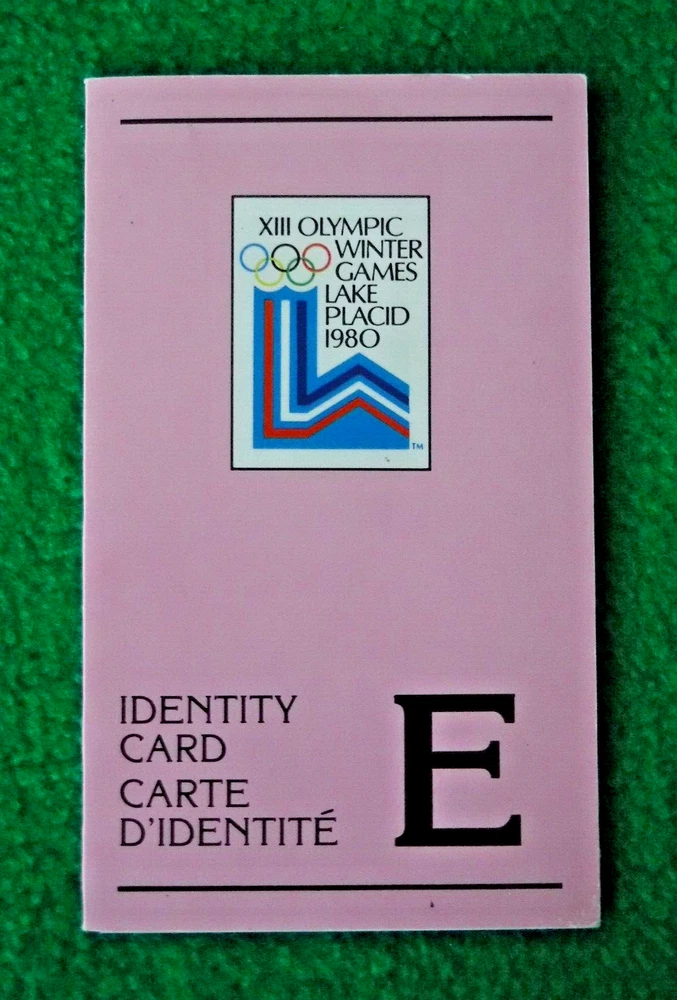 XIII OLYMPIC
WINTER
GAMES
LAKE
PLACID
1980
TM
IDENTITY
CARD
CARTE
D'IDENTITÉ
E